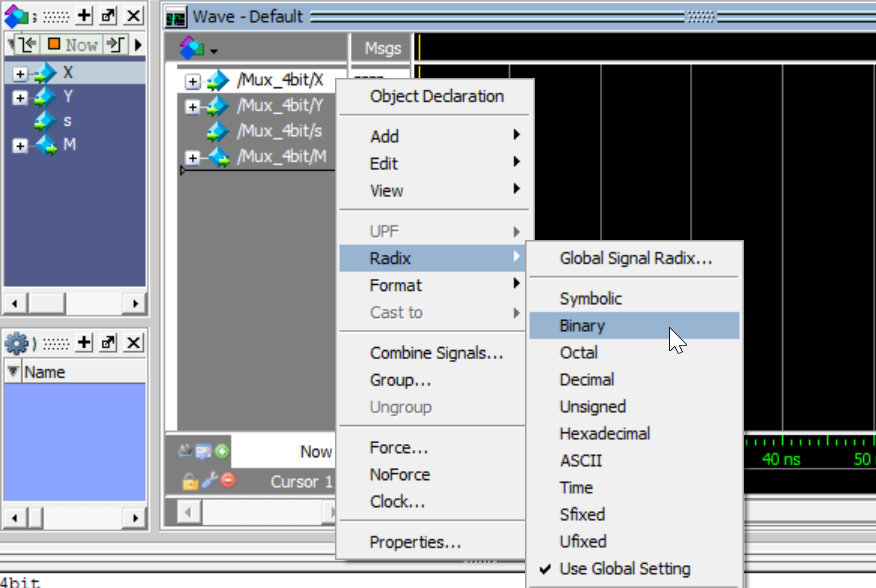 Now
X
Y
s
M
Name
Wave - Default
Msgs
/Mux_4bit/X
/Mux_4bit/Y
/Mux_4bit/s
/Mux_4bit/M
Now
Cursor 1
Object Declaration
Add
Edit
View
UPF
Radix
Format
Cast to
Combine Signals...
Group...
Ungroup
Force...
NoForce
Clock...
Properties...
Global Signal Radix...
Symbolic
Binary
Octal
Decimal
Unsigned
Hexadecimal
ASCII
Time
Sfixed
Ufixed
Use Global Setting
40 ns
50
4bit